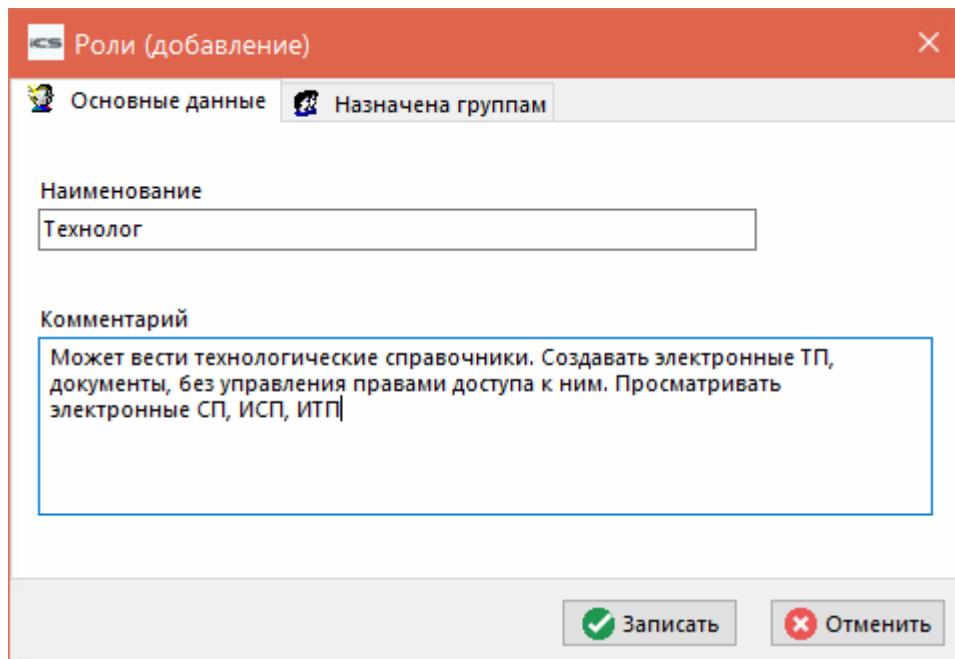 iCS Роли (добавление)
Основные данные Назначена группам
Наименование
Технолог
Комментарий
Может вести технологические справочники. Создавать электронные ТП,
документы, без управления правами доступа к ним. Просматривать
электронные СП, ИСП, ИТП
Записать Отменить